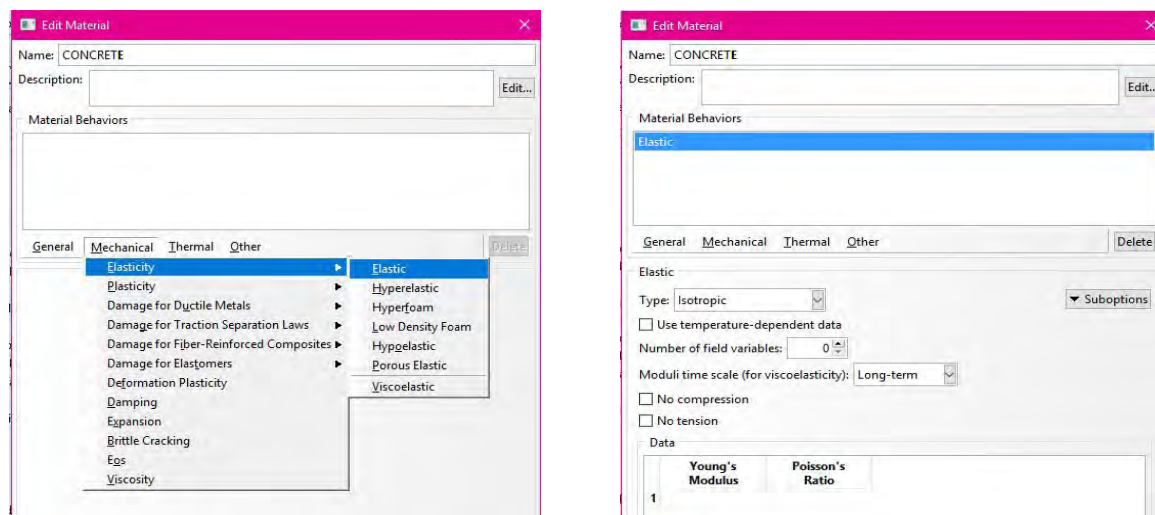 Edit Material
Name: CONCRETE
Description:
Edit...
Material Behaviors
General Mechanical Thermal Other Delete
Elasticity
Plasticity
Damage for Ductile Metals
Damage for Traction Separation Laws
Damage for Fiber-Reinforced Composites
Damage for Elastomers
Deformation Plasticity
Damping
Expansion
Brittle Cracking
Eos
Viscosity
Elastic
Hyperelastic
Hyperfoam
Low Density Foam
Hypoelastic
Porous Elastic
Viscoelastic
Edit Material
Name: CONCRETE
Description:
Edit..
Material Behaviors
Elastic
General Mechanical Thermal Other Delete
Elastic
Type: Isotropic Suboptions
Use temperature-dependent data
Number of field variables: 0
Moduli time scale (for viscoelasticity): Long-term
No compression
No tension
Data
Young's Poisson's
Modulus Ratio
1